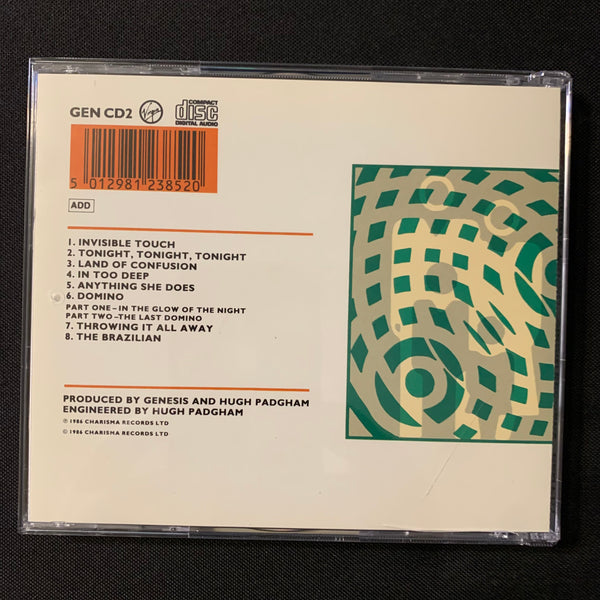 GEN CD2 Virgin COMPACT disc DIGITAL AUDIO
5 012981 238520
ADD
1. INVISIBLE TOUCH
2. TONIGHT, TONIGHT, TONIGHT
3. LAND OF CONFUSION
4. IN TOO DEEP
5. ANYTHING SHE DOES
6. DOMINO
PART ONE–IN THE GLOW OF THE NIGHT
PART TWO–THE LAST DOMINO
7. THROWING IT ALL AWAY
8. THE BRAZILIAN
PRODUCED BY GENESIS AND HUGH PADGHAM
ENGINEERED BY HUGH PADGHAM
℗ 1986 CHARISMA RECORDS LTD
© 1986 CHARISMA RECORDS LTD